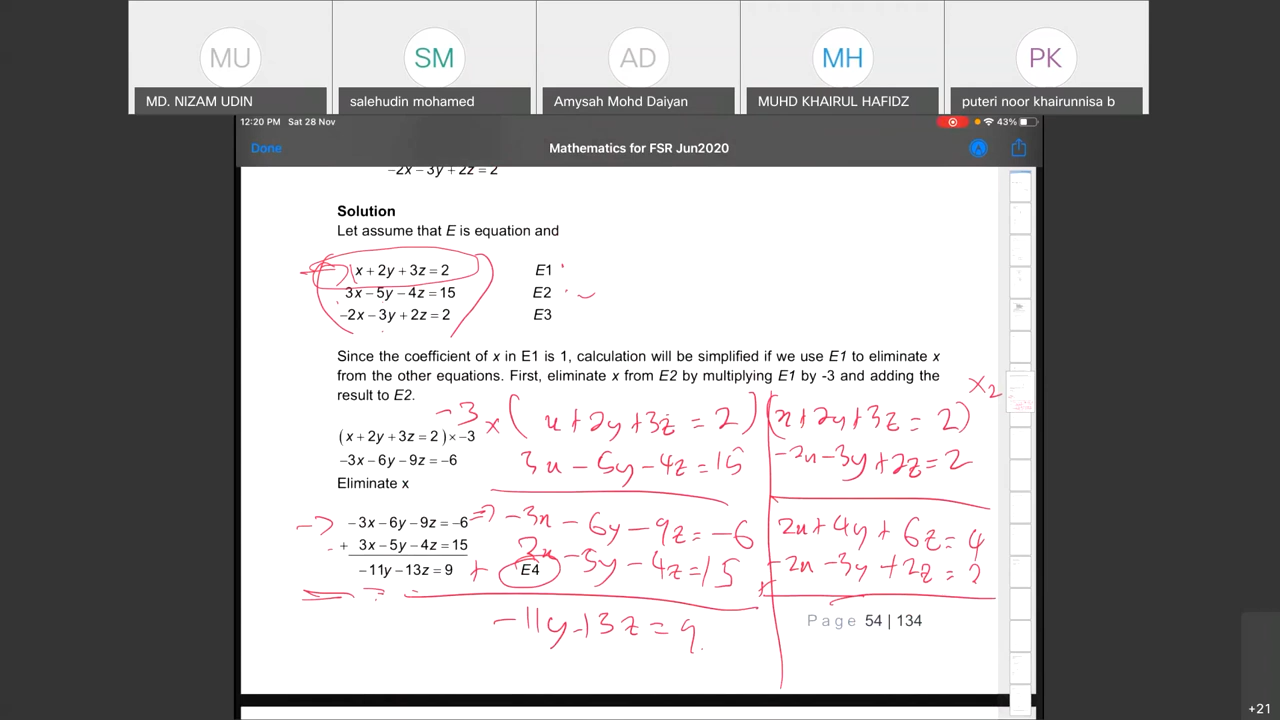 MU SM AD MH PK
MD. NIZAM UDIN salehudin mohamed Amysah Mohd Daiyan MUHD KHAIRUL HAFIDZ puteri noor khairunnisa b
12:20 PM Sat 28 Nov 43%
Done Mathematics for FSR Jun2020
-2x - 3y + 2z = 2
Solution
Let assume that E is equation and
x + 2y + 3z = 2 E1
3x - 5y - 4z = 15 E2
-2x - 3y + 2z = 2 E3
Since the coefficient of x in E1 is 1, calculation will be simplified if we use E1 to eliminate x
from the other equations. First, eliminate x from E2 by multiplying E1 by -3 and adding the
result to E2.
(x + 2y + 3z = 2) × -3
-3x - 6y - 9z = -6
Eliminate x
-3x - 6y - 9z = -6
+ 3x - 5y - 4z = 15
-11y - 13z = 9 E4
-3 × (x + 2y + 3z = 2)
3x - 5y - 4z = 15
=> -3x - 6y - 9z = -6
+ 3x - 5y - 4z = 15
-11y - 13z = 9
(x + 2y + 3z = 2) ×2
-2x - 3y + 2z = 2
2x + 4y + 6z = 4
+ -2x - 3y + 2z = 2
Page 54 | 134
+21